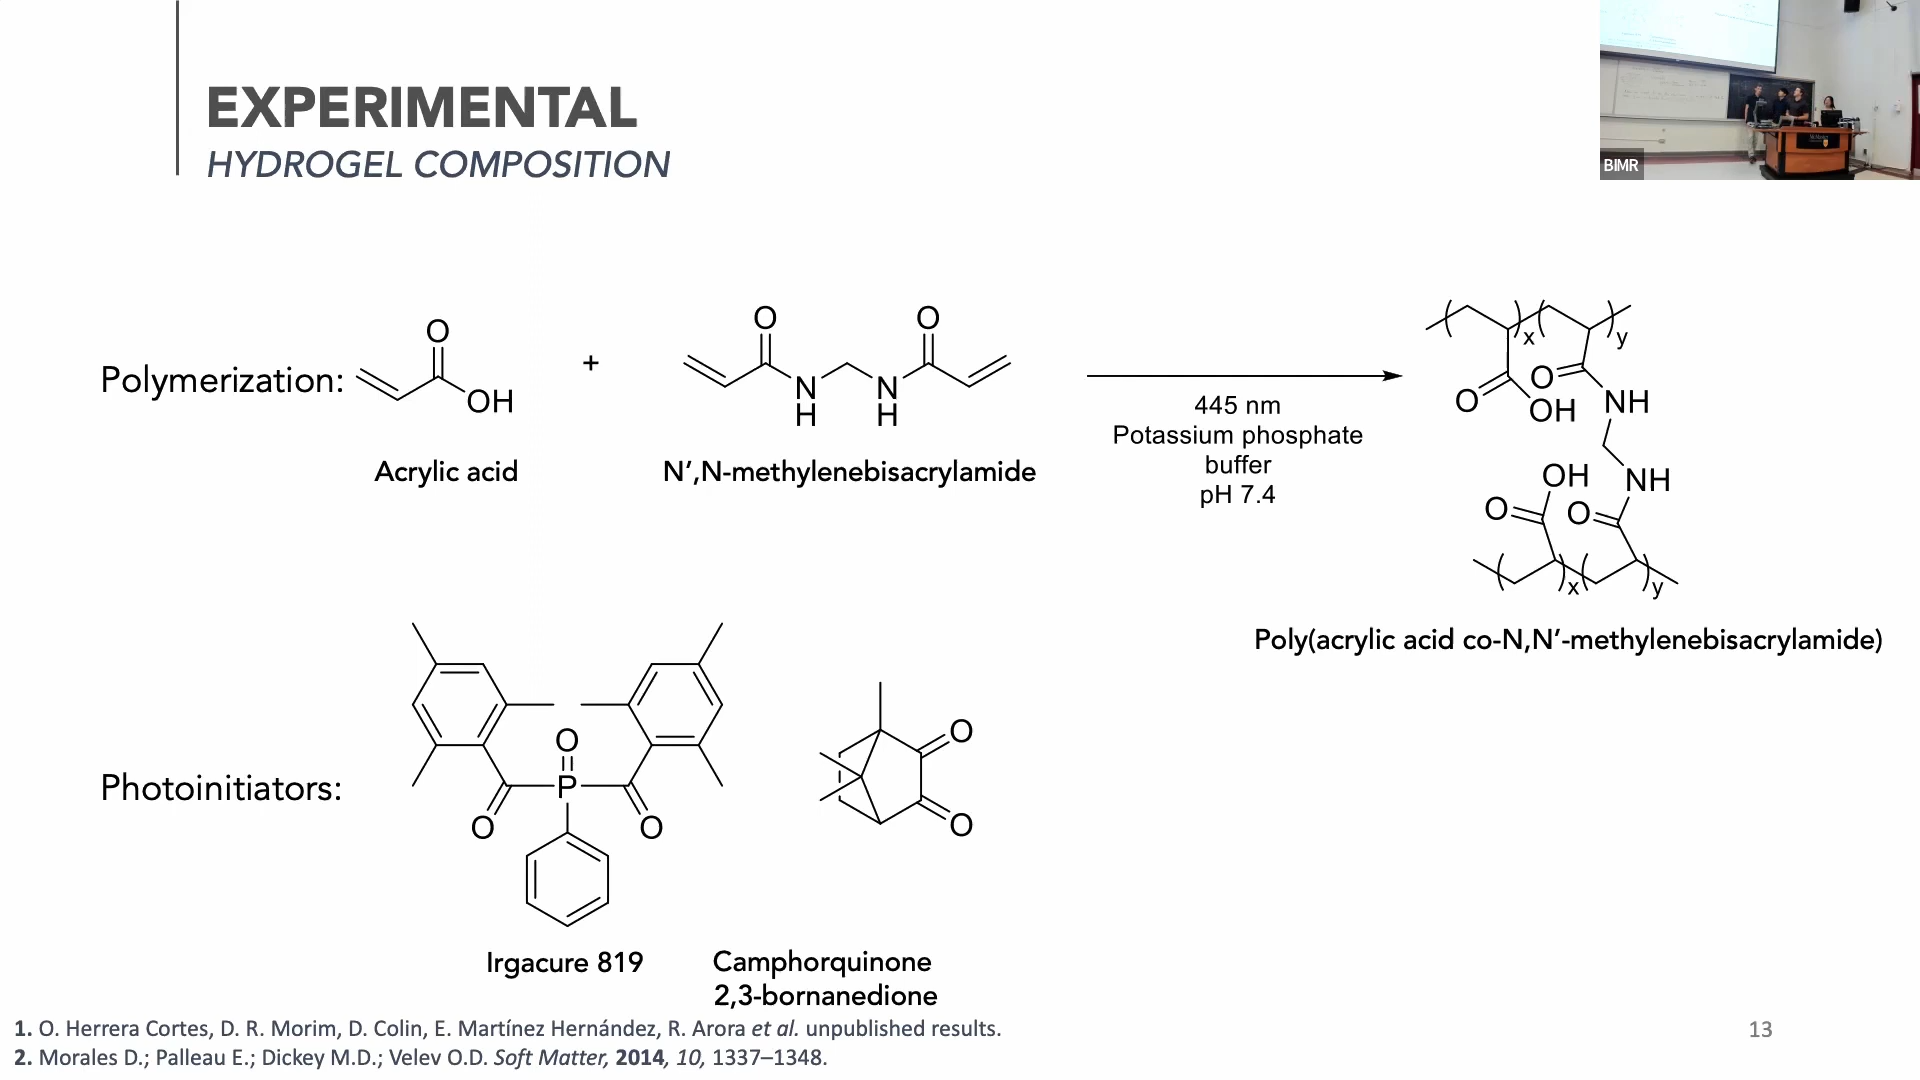 EXPERIMENTAL
HYDROGEL COMPOSITION
BIMR
Polymerization:
O
OH
+
O
O
N
H
N
H
445 nm
Potassium phosphate
buffer
pH 7.4
x
y
O
OH
O
NH
OH
NH
O
O
x
y
Acrylic acid
N’,N-methylenebisacrylamide
Poly(acrylic acid co-N,N’-methylenebisacrylamide)
Photoinitiators:
O
P
O
O
O
O
Irgacure 819
Camphorquinone
2,3-bornanedione
1. O. Herrera Cortes, D. R. Morim, D. Colin, E. Martínez Hernández, R. Arora et al. unpublished results.
2. Morales D.; Palleau E.; Dickey M.D.; Velev O.D. Soft Matter, 2014, 10, 1337–1348.
13